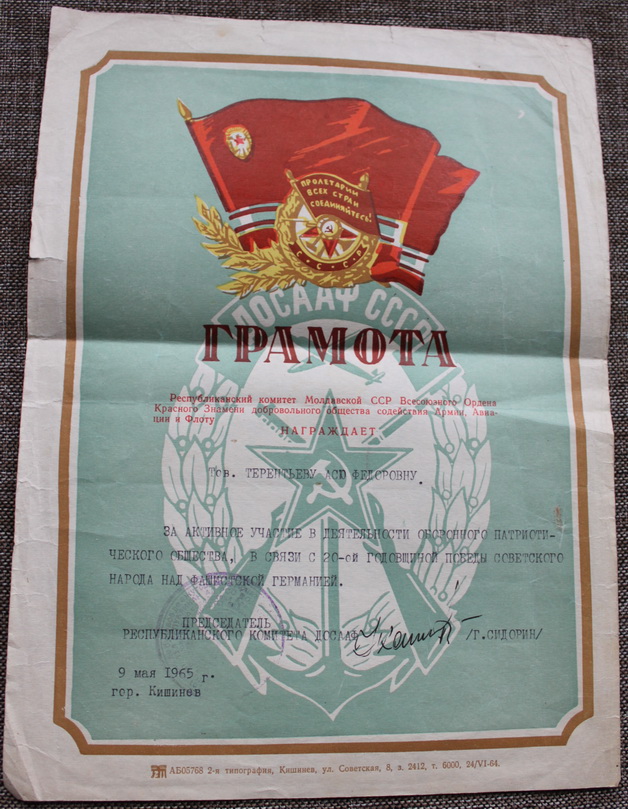 ПРОЛЕТАРИИ
ВСЕХ СТРАН
СОЕДИНЯЙТЕСЬ!
С С С Р
ДОСААФ СССР
ГРАМОТА
Республиканский комитет Молдавской ССР Всесоюзного Ордена
Красного Знамени добровольного общества содействия Армии, Авиа-
ции и Флоту
НАГРАЖДАЕТ
Тов. ТЕРЕНТЬЕВУ АСЮ ФЕДОРОВНУ.
ЗА АКТИВНОЕ УЧАСТИЕ В ДЕЯТЕЛЬНОСТИ ОБОРОННОГО ПАТРИОТИ-
ЧЕСКОГО ОБЩЕСТВА, В СВЯЗИ С 20-ой ГОДОВЩИНОЙ ПОБЕДЫ СОВЕТСКОГО
НАРОДА НАД ФАШИСТСКОЙ ГЕРМАНИЕЙ.
ПРЕДСЕДАТЕЛЬ
РЕСПУБЛИКАНСКОГО КОМИТЕТА ДОСААФ /Г.СИДОРИН/
9 мая 1965 г.
гор. Кишинев
АБ05768 2-я типография, Кишинев, ул. Советская, 8, з. 2412, т. 6000, 24/VI-64.